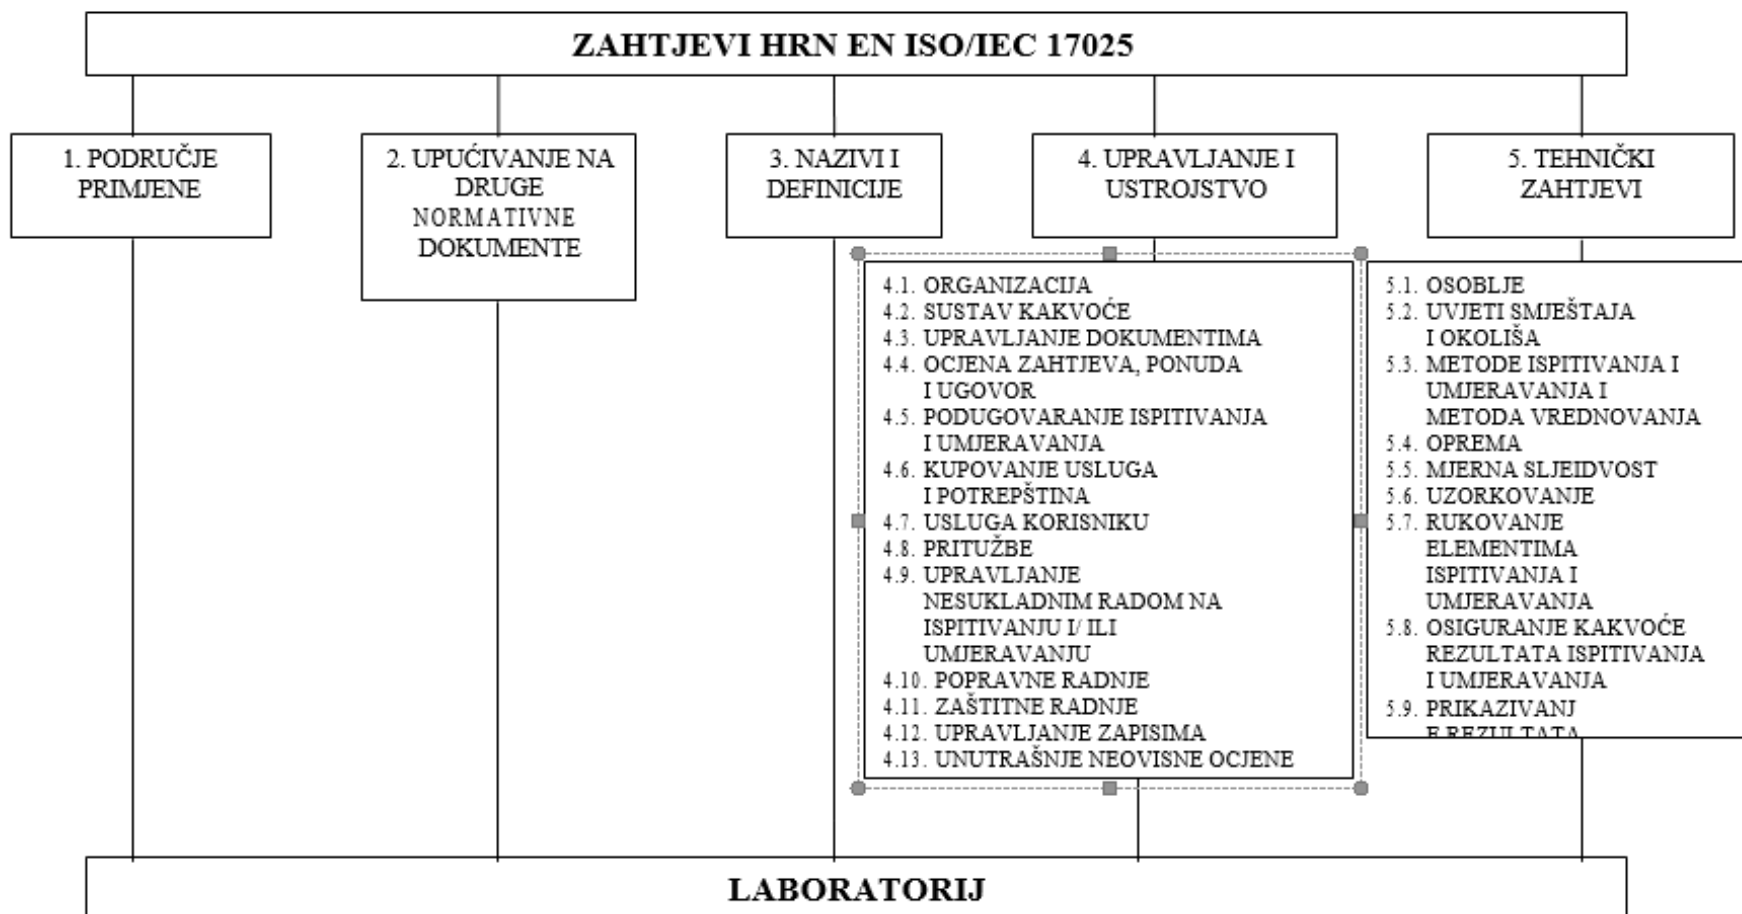 ZAHTJEVI HRN EN ISO/IEC 17025
1. PODRUČJE
PRIMJENE
2. UPUĆIVANJE NA
DRUGE
NORMATIVNE
DOKUMENTE
3. NAZIVI I
DEFINICIJE
4. UPRAVLJANJE I
USTROJSTVO
5. TEHNIČKI
ZAHTJEVI
4.1. ORGANIZACIJA
4.2. SUSTAV KAKVOĆE
4.3. UPRAVLJANJE DOKUMENTIMA
4.4. OCJENA ZAHTJEVA, PONUDA
I UGOVOR
4.5. PODUGOVARANJE ISPITIVANJA
I UMJERAVANJA
4.6. KUPOVANJE USLUGA
I POTREPŠTINA
4.7. USLUGA KORISNIKU
4.8. PRITUŽBE
4.9. UPRAVLJANJE
NESUKLADNIM RADOM NA
ISPITIVANJU I/ ILI
UMJERAVANJU
4.10. POPRAVNE RADNJE
4.11. ZAŠTITNE RADNJE
4.12. UPRAVLJANJE ZAPISIMA
4.13. UNUTRAŠNJE NEOVISNE OCJENE
5.1. OSOBLJE
5.2. UVJETI SMJEŠTAJA
I OKOLIŠA
5.3. METODE ISPITIVANJA I
UMJERAVANJA I
METODA VREDNOVANJA
5.4. OPREMA
5.5. MJERNA SLJEIDVOST
5.6. UZORKOVANJE
5.7. RUKOVANJE
ELEMENTIMA
ISPITIVANJA I
UMJERAVANJA
5.8. OSIGURANJE KAKVOĆE
REZULTATA ISPITIVANJA
I UMJERAVANJA
5.9. PRIKAZIVANJ
E REZULTATA
LABORATORIJ